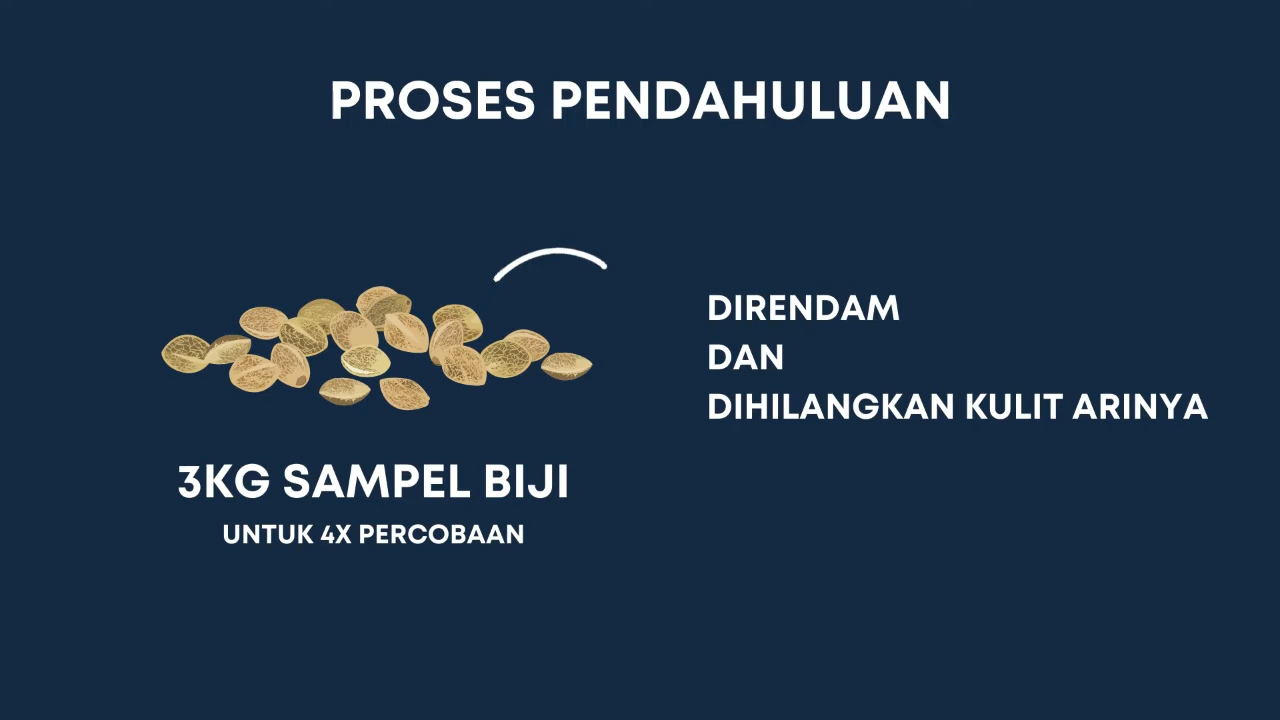 PROSES PENDAHULUAN
DIRENDAM
DAN
DIHILANGKAN KULIT ARINYA
3KG SAMPEL BIJI
UNTUK 4X PERCOBAAN